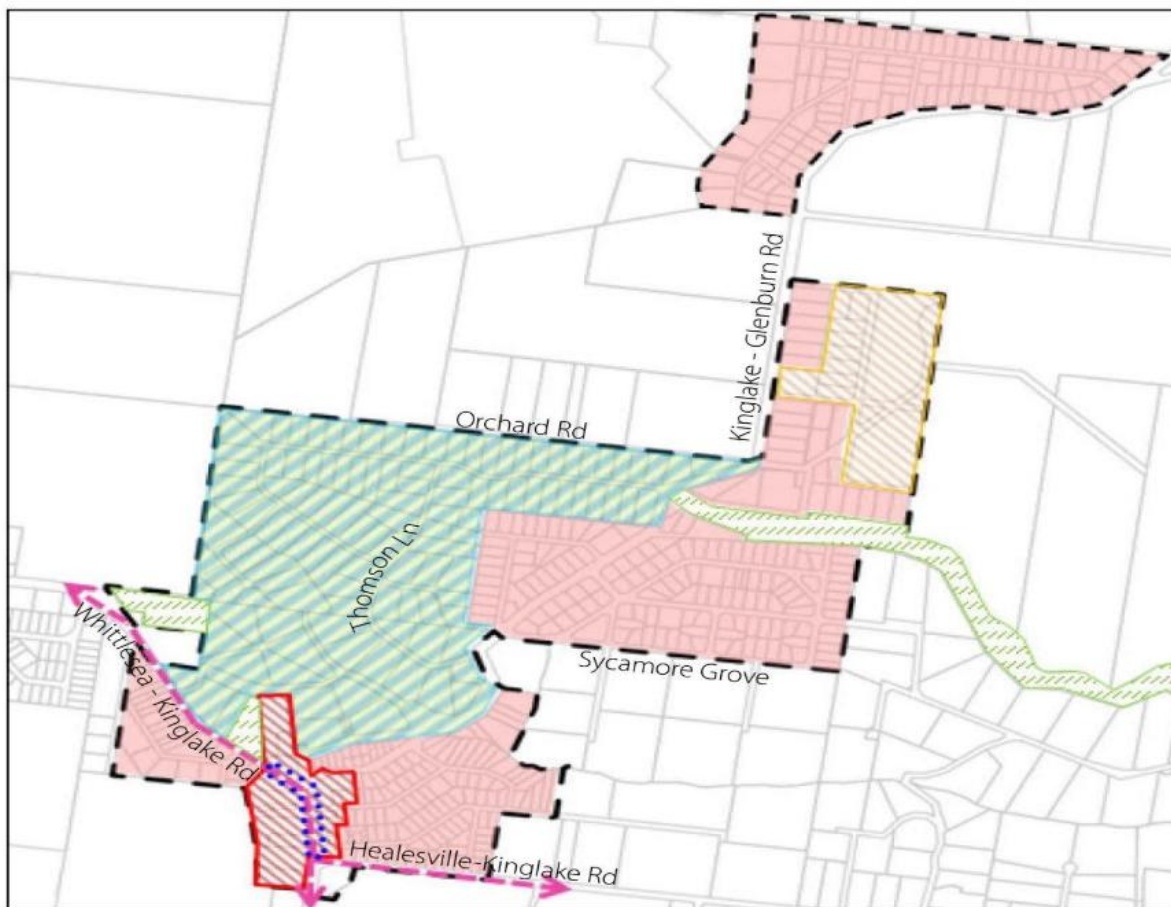 Kinglake - Glenburn Rd
Orchard Rd
Thomson Ln
Whittlesea - Kinglake Rd
Sycamore Grove
Healesville-Kinglake Rd